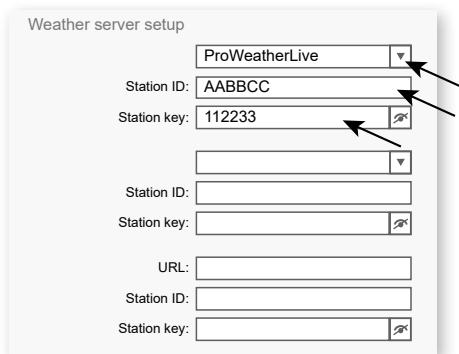 Weather server setup
ProWeatherLive
Station ID: AABBCC
Station key: 112233
Station ID:
Station key:
URL:
Station ID:
Station key: